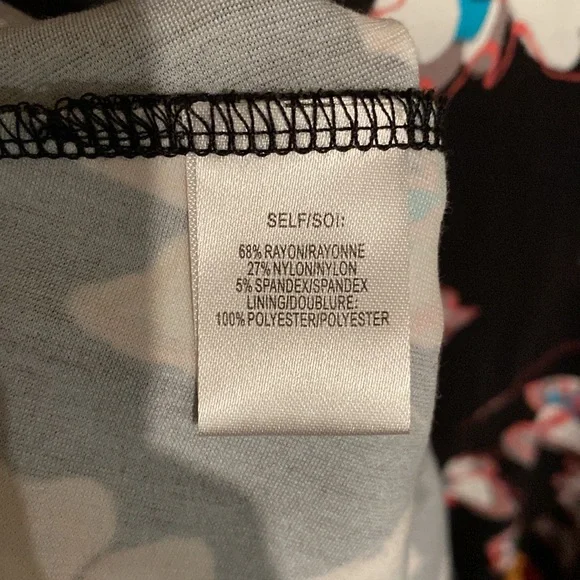 SELF/SOI:
68% RAYON/RAYONNE
27% NYLON/NYLON
5% SPANDEX/SPANDEX
LINING/DOUBLURE:
100% POLYESTER/POLYESTER